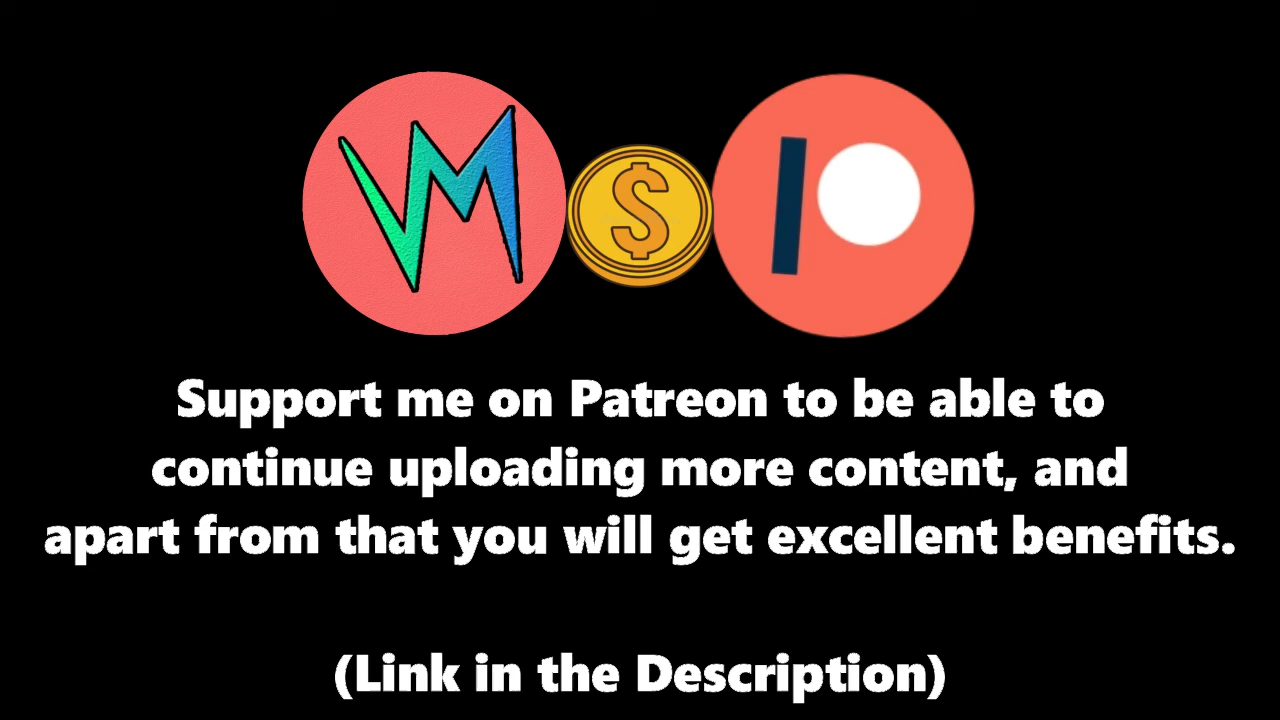 VM
$
Support me on Patreon to be able to
continue uploading more content, and
apart from that you will get excellent benefits.
(Link in the Description)